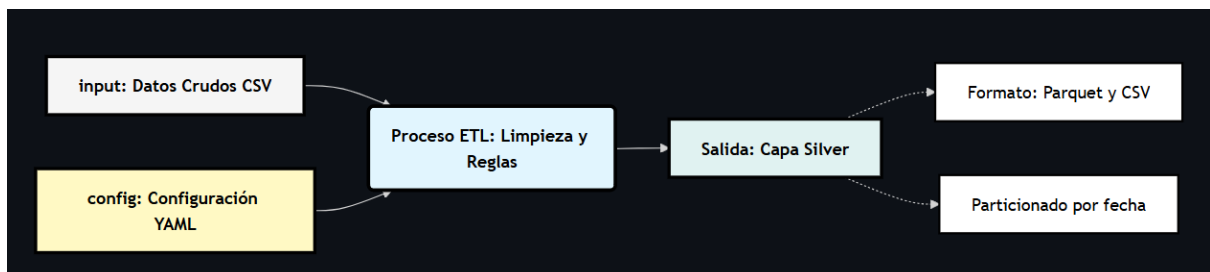 input: Datos Crudos CSV
config: Configuración
YAML
Proceso ETL: Limpieza y
Reglas
Salida: Capa Silver
Formato: Parquet y CSV
Particionado por fecha